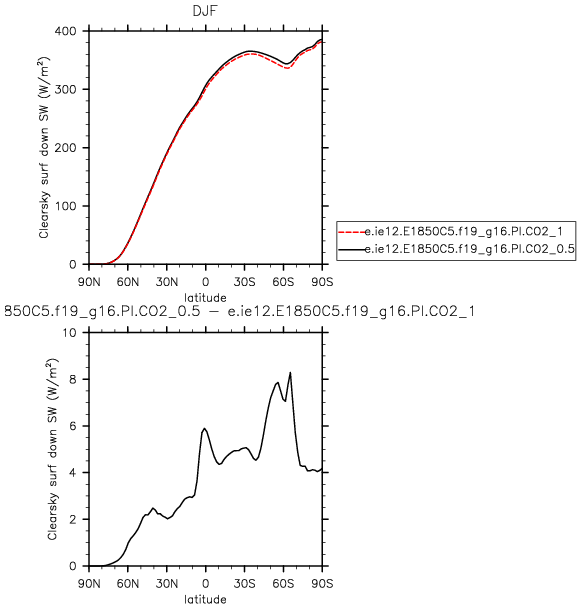 DJF
400
300
200
100
0
Clearsky surf down SW (W/m²)
90N 60N 30N 0 30S 60S 90S
latitude
e.ie12.E1850C5.f19_g16.PI.CO2_1
e.ie12.E1850C5.f19_g16.PI.CO2_0.5
850C5.f19_g16.PI.CO2_0.5 − e.ie12.E1850C5.f19_g16.PI.CO2_1
10
8
6
4
2
0
Clearsky surf down SW (W/m²)
90N 60N 30N 0 30S 60S 90S
latitude